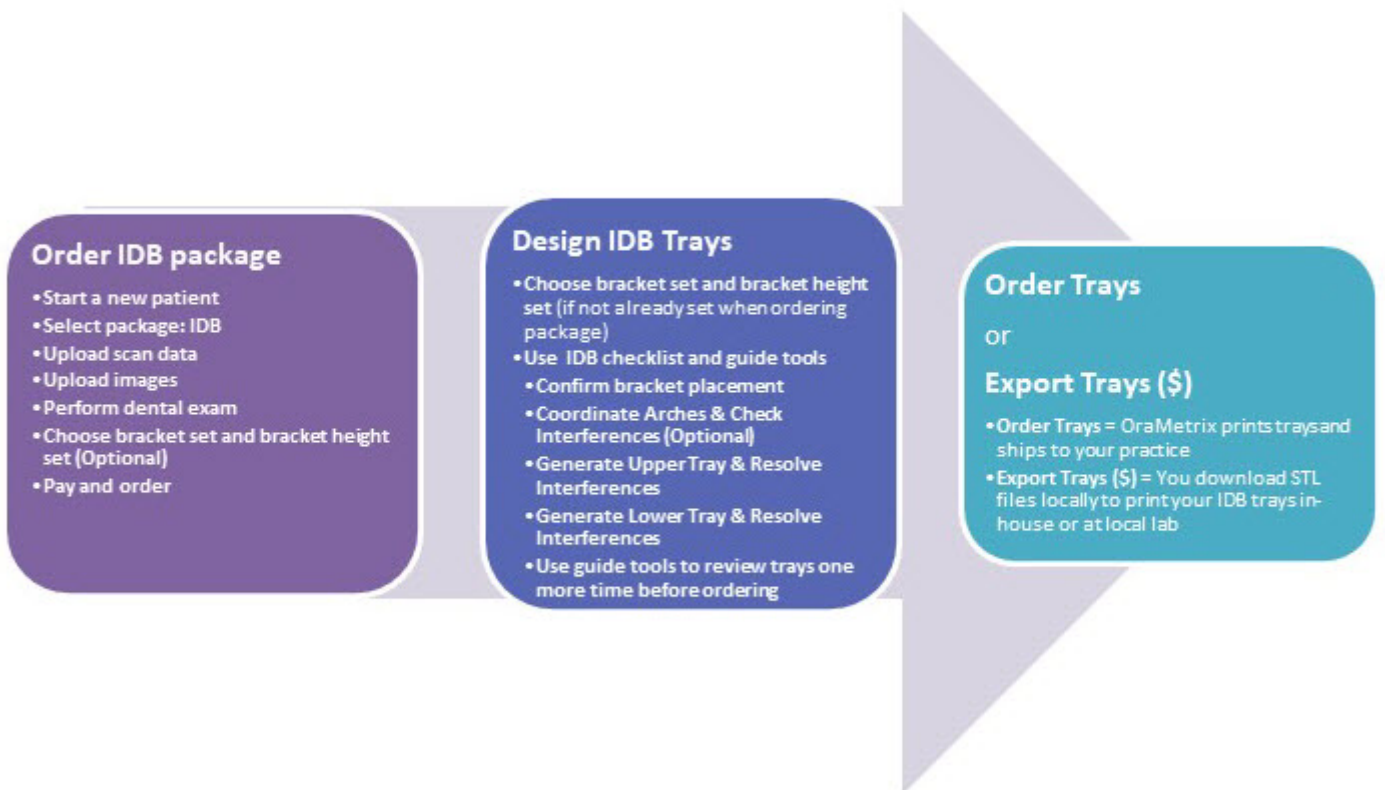 Order IDB package
•Start a new patient
•Select package: IDB
•Upload scan data
•Upload images
•Perform dental exam
•Choose bracket set and bracket height
set (Optional)
•Pay and order
Design IDB Trays
•Choose bracket set and bracket height
set (if not already set when ordering
package)
•Use IDB checklist and guide tools
•Confirm bracket placement
•Coordinate Arches & Check
Interferences (Optional)
•Generate Upper Tray & Resolve
Interferences
•Generate Lower Tray & Resolve
Interferences
•Use guide tools to review trays one
more time before ordering
Order Trays
or
Export Trays ($)
•Order Trays = OraMetrix prints trays and
ships to your practice
•Export Trays ($) = You download STL
files locally to print your IDB trays in-
house or at local lab